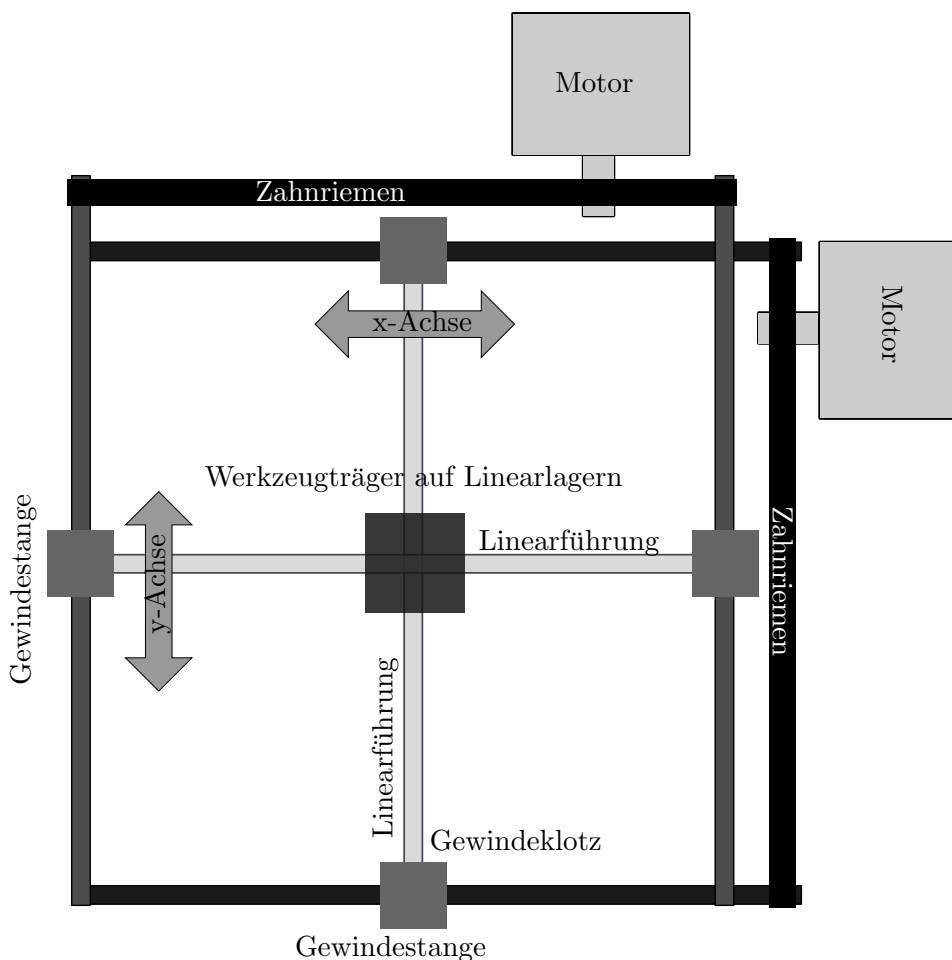 Motor
Zahnriemen
Motor
x-Achse
Werkzeugträger auf Linearlagern
Gewindestange
y-Achse
Linearführung
Zahnriemen
Linearführung
Gewindeklotz
Gewindestange